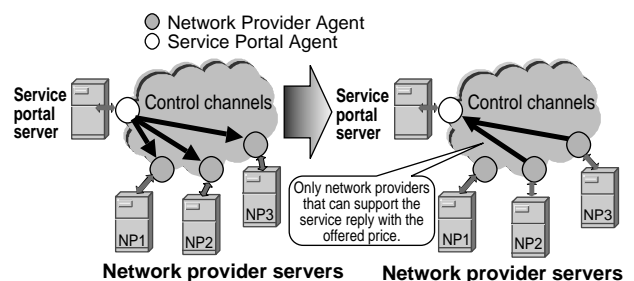 Network Provider Agent
Service Portal Agent
Service
portal
server
Control channels
NP1
NP2
NP3
Network provider servers
Service
portal
server
Control channels
Only network providers
that can support the
service reply with the
offered price.
NP1
NP2
NP3
Network provider servers